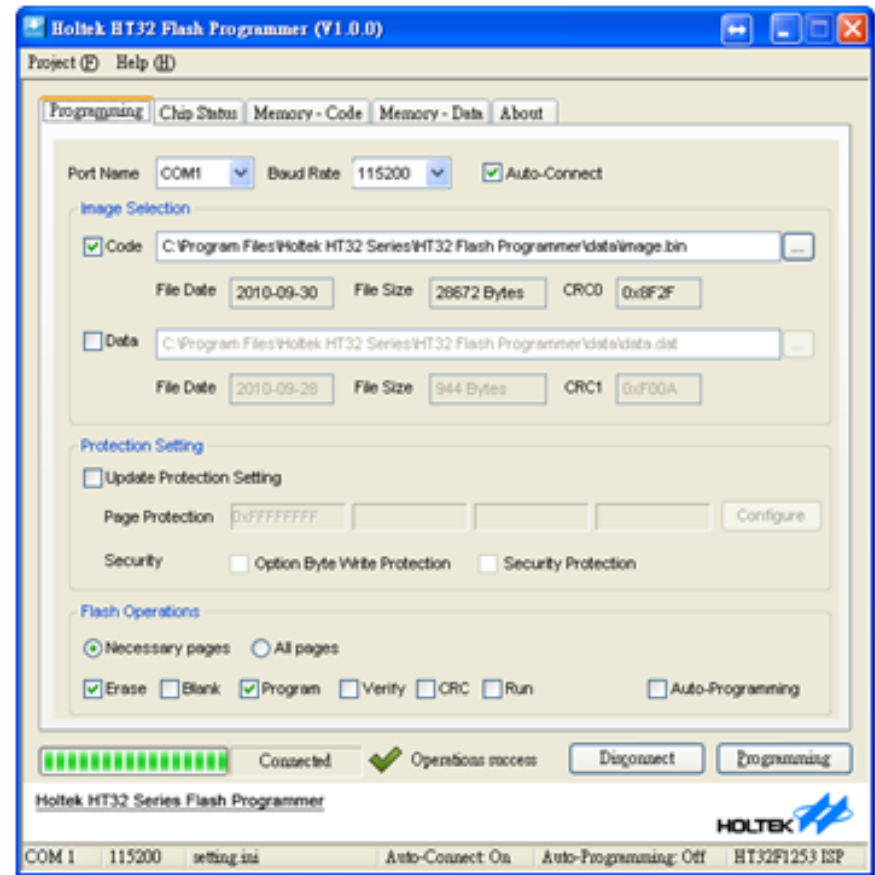 Holtek HT32 Flash Programmer (V1.0.0)
Project (F) Help (H)
Programming Chip Status Memory - Code Memory - Data About
Port Name COM1 Baud Rate 115200 Auto-Connect
Image Selection
Code C:\Program Files\Holtek HT32 Series\HT32 Flash Programmer\data\image.bin ...
File Date 2010-09-30 File Size 28672 Bytes CRC0 0x8F2F
Data C:\Program Files\Holtek HT32 Series\HT32 Flash Programmer\data\data.dat ...
File Date 2010-09-28 File Size 944 Bytes CRC1 0xF00A
Protection Setting
Update Protection Setting
Page Protection 0xFFFFFFFF Configure
Security Option Byte Write Protection Security Protection
Flash Operations
Necessary pages All pages
Erase Blank Program Verify CRC Run Auto-Programming
Connected Operations success Disconnect Programming
Holtek HT32 Series Flash Programmer
HOLTEK
COM 1 115200 setting.ini Auto-Connect: On Auto-Programming: Off HT32F1253 ISP